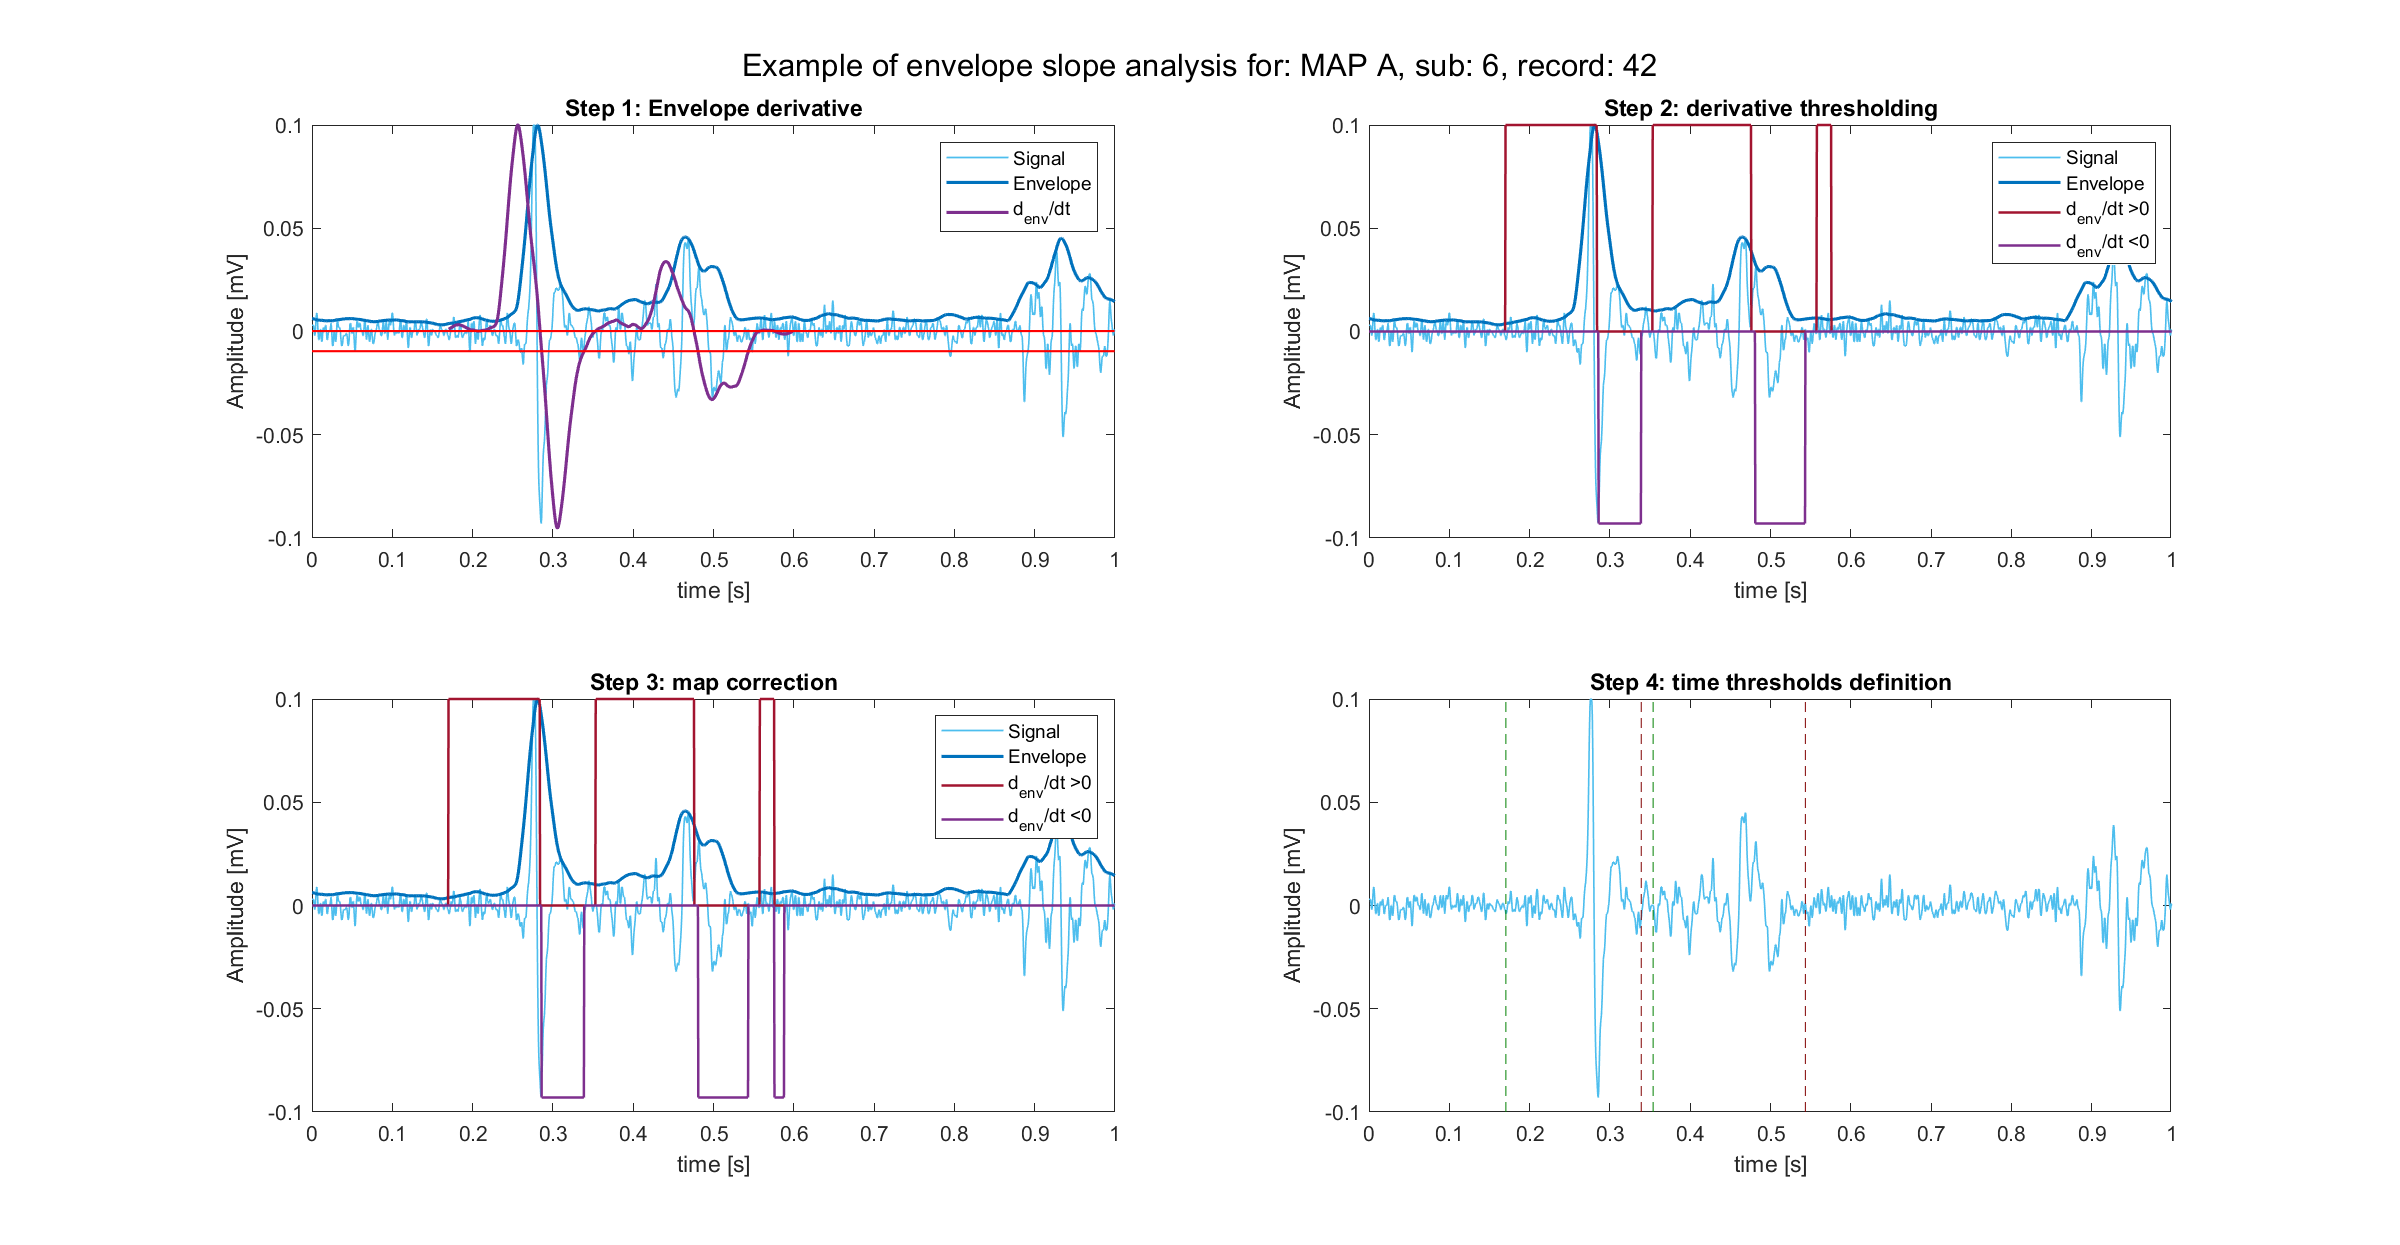 Example of envelope slope analysis for: MAP A, sub: 6, record: 42
Step 1: Envelope derivative
0.1
0.05
0
-0.05
-0.1
Amplitude [mV]
Signal
Envelope
d_env/dt
0 0.1 0.2 0.3 0.4 0.5 0.6 0.7 0.8 0.9 1
time [s]
Step 2: derivative thresholding
0.1
0.05
0
-0.05
-0.1
Amplitude [mV]
Signal
Envelope
d_env/dt >0
d_env/dt <0
0 0.1 0.2 0.3 0.4 0.5 0.6 0.7 0.8 0.9 1
time [s]
Step 3: map correction
0.1
0.05
0
-0.05
-0.1
Amplitude [mV]
Signal
Envelope
d_env/dt >0
d_env/dt <0
0 0.1 0.2 0.3 0.4 0.5 0.6 0.7 0.8 0.9 1
time [s]
Step 4: time thresholds definition
0.1
0.05
0
-0.05
-0.1
Amplitude [mV]
0 0.1 0.2 0.3 0.4 0.5 0.6 0.7 0.8 0.9 1
time [s]